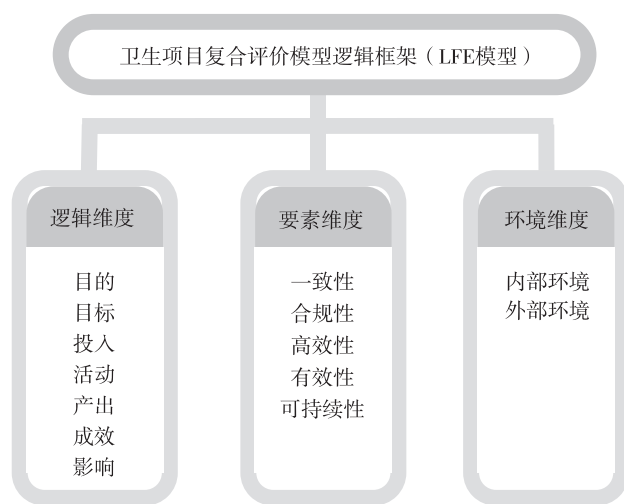 卫生项目复合评价模型逻辑框架（LFE模型）
逻辑维度
目的
目标
投入
活动
产出
成效
影响
要素维度
一致性
合规性
高效性
有效性
可持续性
环境维度
内部环境
外部环境